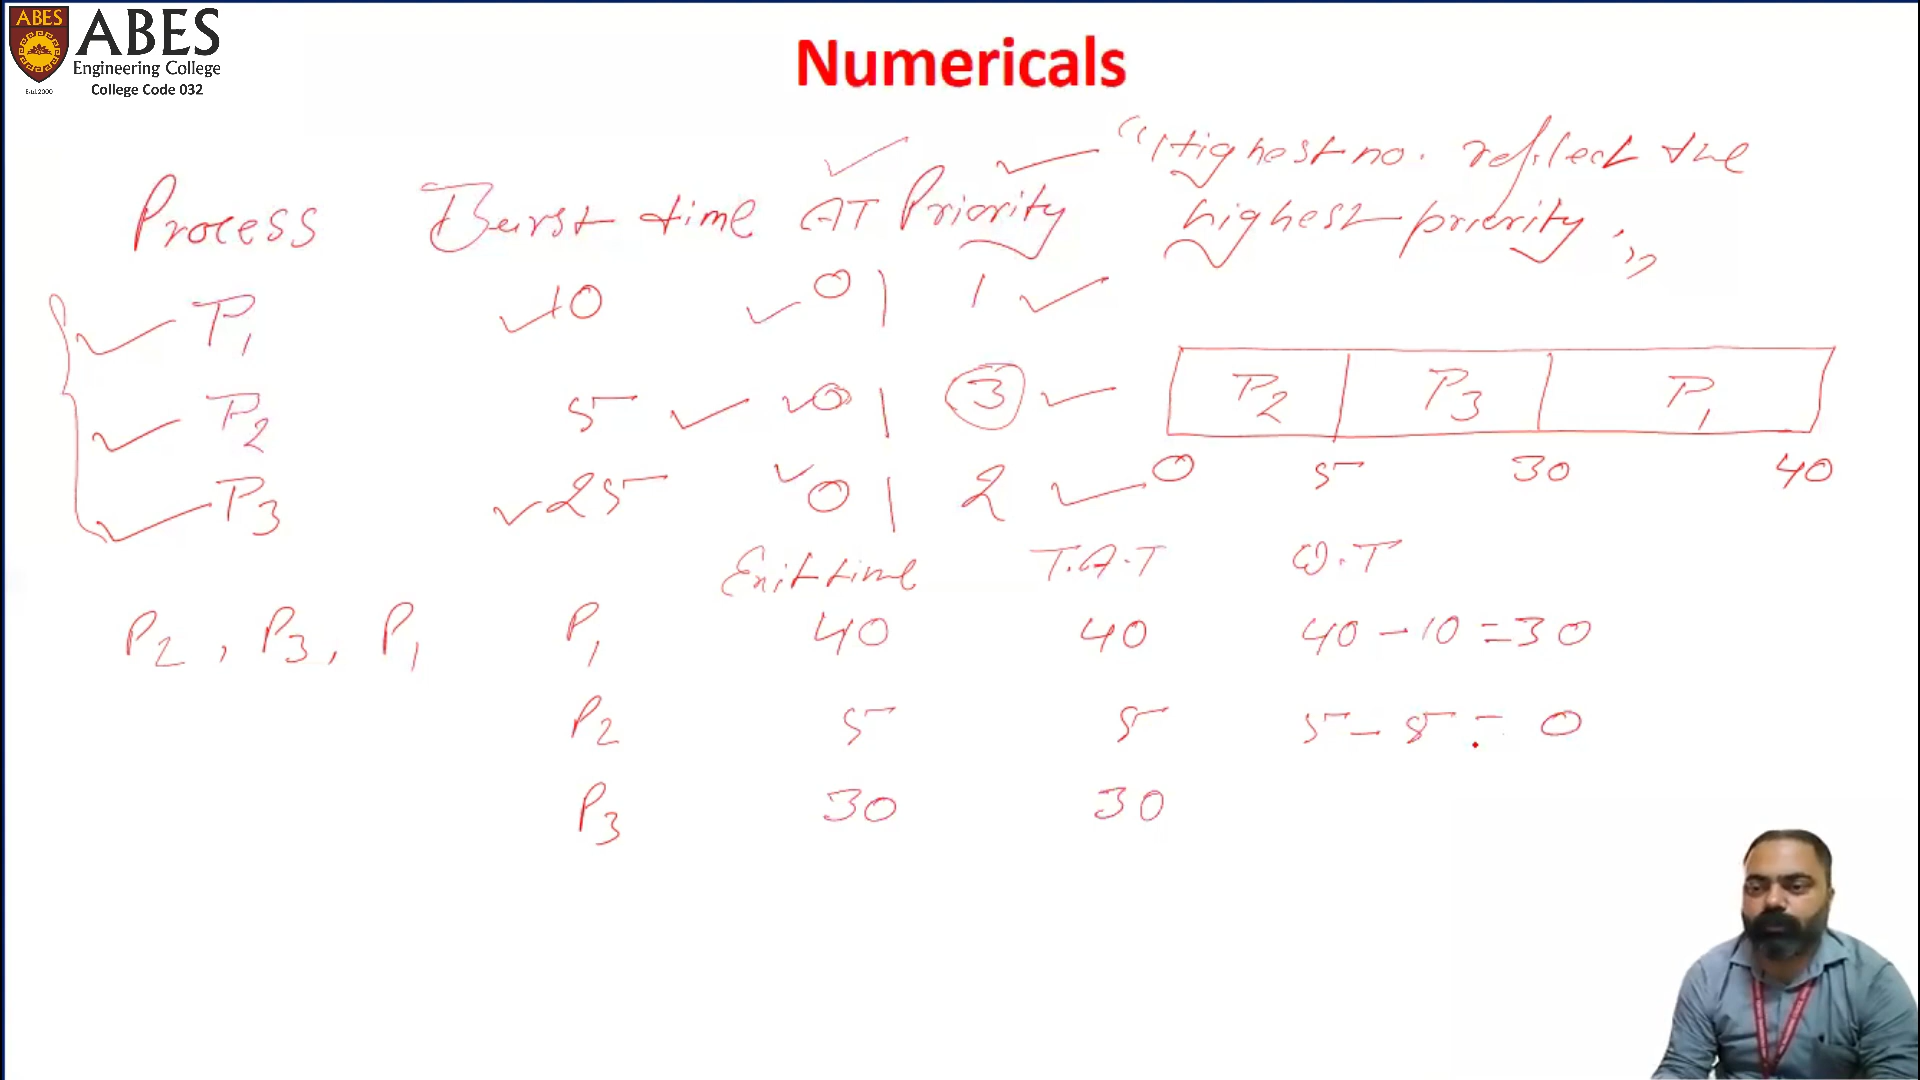 ABES
ABES
Engineering College
College Code 032
Estd.2000
Numericals
"Highest no. reflect the
highest priority."
Process Burst time AT Priority
P1 10 0 | 1
P2 5 0 | 3
P3 25 0 | 2
P2 P3 P1
0 5 30 40
Exit time T.A.T W.T
P2, P3, P1 P1 40 40 40 - 10 = 30
P2 5 5 5 - 5 = 0
P3 30 30